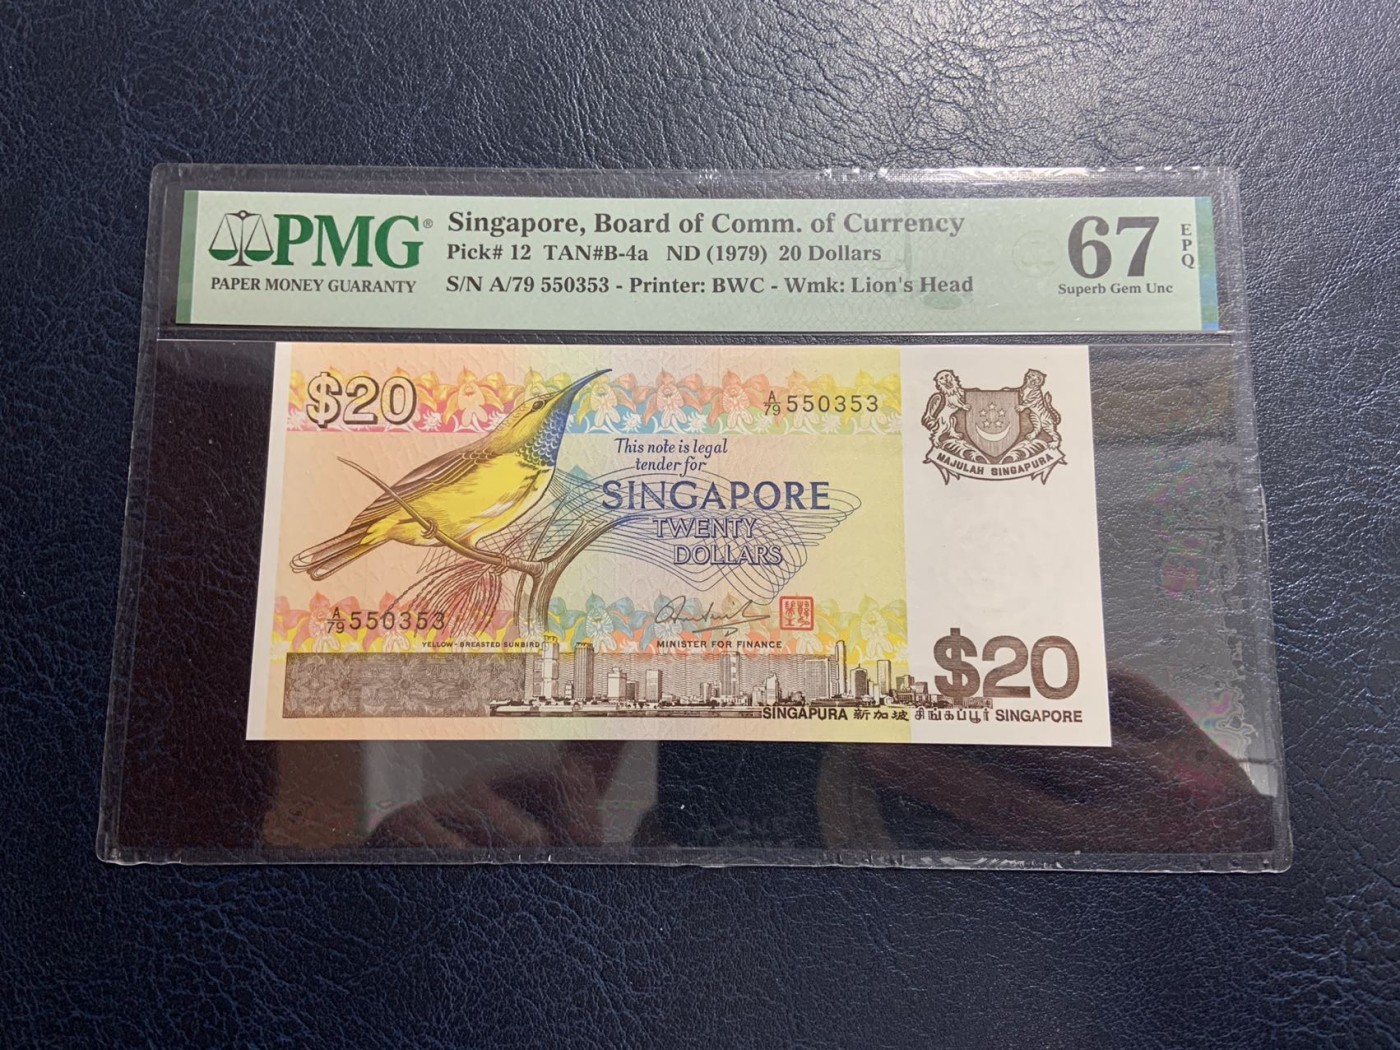 PMG®
PAPER MONEY GUARANTY
Singapore, Board of Comm. of Currency
Pick# 12 TAN#B-4a ND (1979) 20 Dollars
S/N A/79 550353 - Printer: BWC - Wmk: Lion's Head
67
EPQ
Superb Gem Unc
$20
A/79 550353
This note is legal
tender for
SINGAPORE
TWENTY
DOLLARS
MAJULAH SINGAPURA
A/79 550353
YELLOW-BREASTED SUNBIRD
MINISTER FOR FINANCE
$20
SINGAPURA 新加坡 சிங்கப்பூர் SINGAPORE